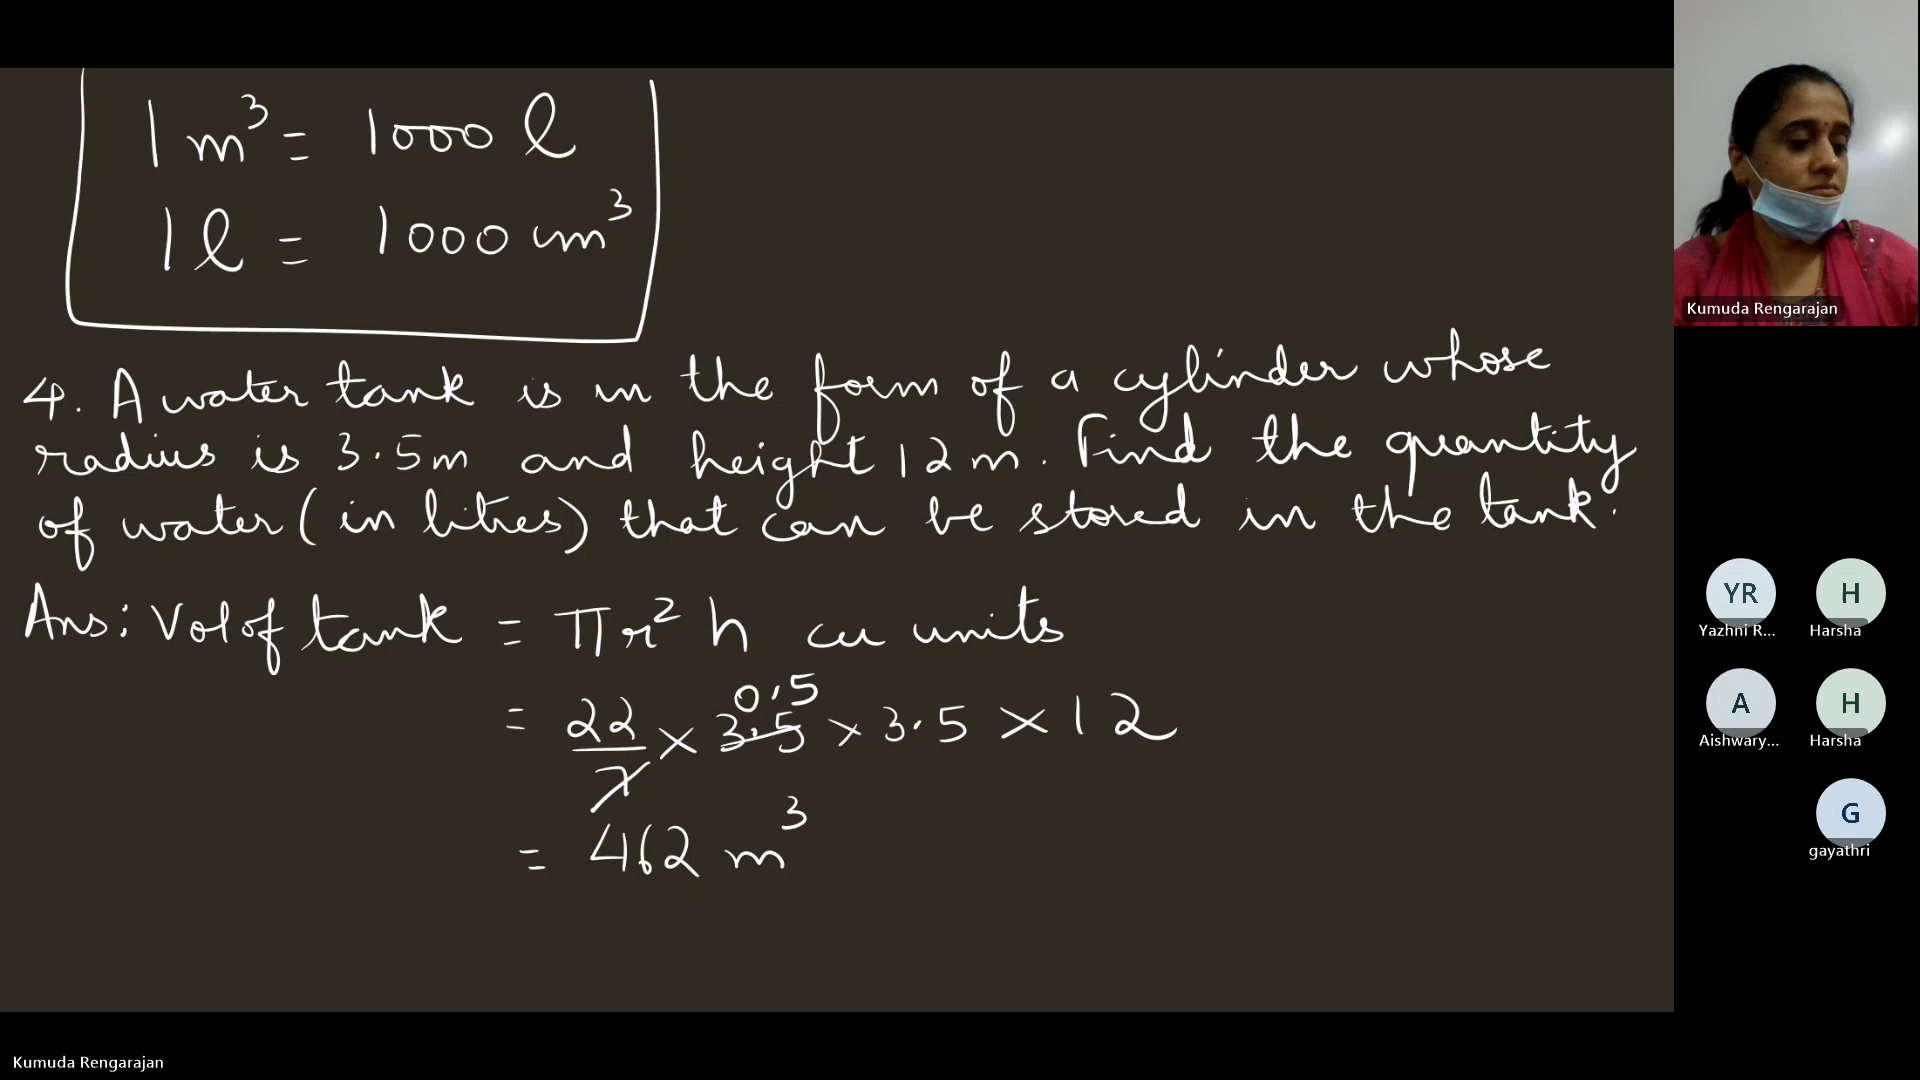 1 m³ = 1000 l
1 l = 1000 cm³
4. A water tank is in the form of a cylinder whose
radius is 3.5m and height 12m. Find the quantity
of water (in litres) that can be stored in the tank.
Ans: Vol of tank = πr² h cu units
0.5
= 22/7 × 3.5 × 3.5 × 12
= 462 m³
Kumuda Rengarajan
YR
Yazhni R...
H
Harsha
A
Aishwary...
H
Harsha
G
gayathri
Kumuda Rengarajan